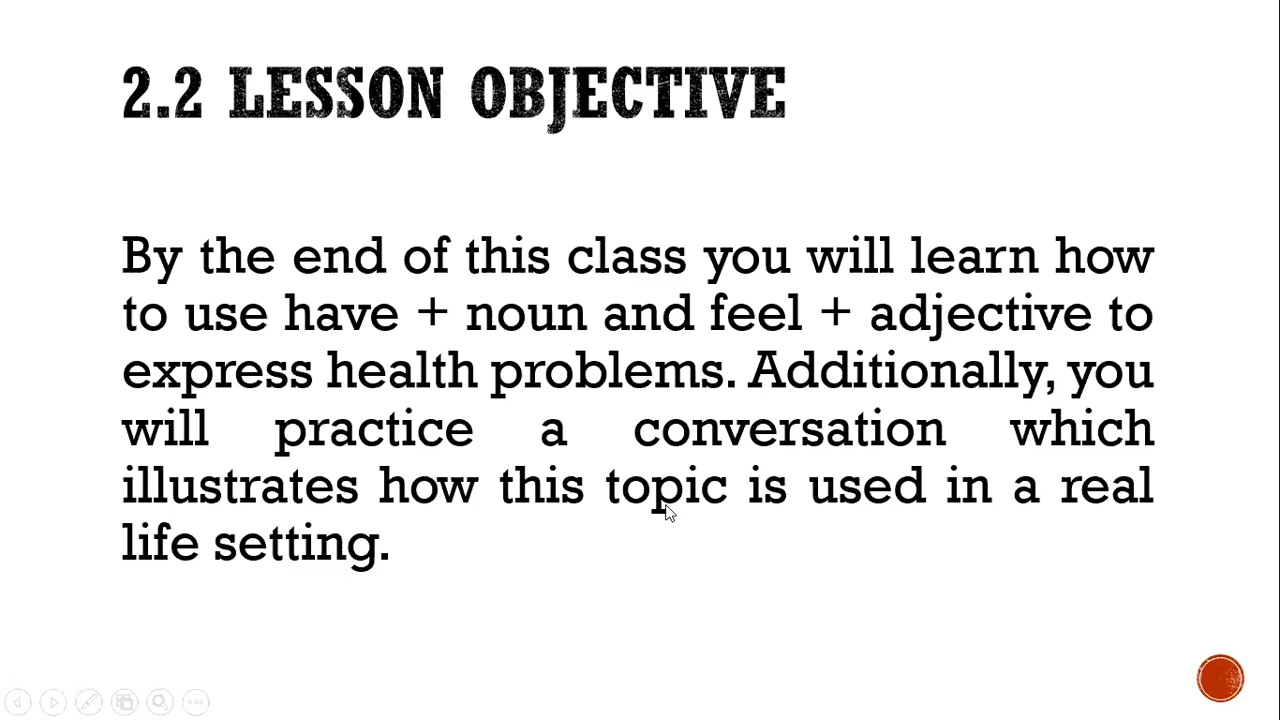 2.2 LESSON OBJECTIVE
By the end of this class you will learn how
to use have + noun and feel + adjective to
express health problems. Additionally, you
will practice a conversation which
illustrates how this topic is used in a real
life setting.